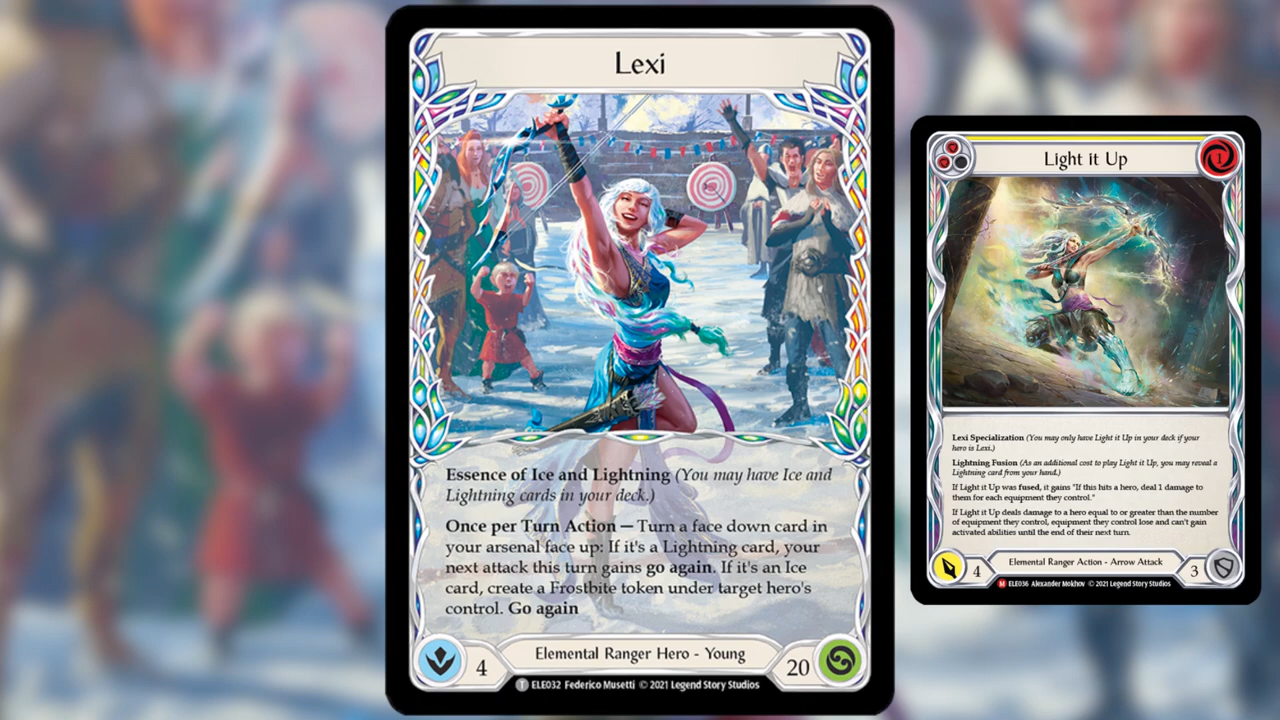 Lexi
Essence of Ice and Lightning (You may have Ice and
Lightning cards in your deck.)
Once per Turn Action — Turn a face down card in
your arsenal face up: If it's a Lightning card, your
next attack this turn gains go again. If it's an Ice
card, create a Frostbite token under target hero's
control. Go again
4
Elemental Ranger Hero - Young
20
T ELE032 Federico Musetti © 2021 Legend Story Studios
Light it Up
1
Lexi Specialization (You may only have Light it Up in your deck if your
hero is Lexi.)
Lightning Fusion (As an additional cost to play Light it Up, you may reveal a
Lightning card from your hand.)
If Light it Up was fused, it gains "If this hits a hero, deal 1 damage to
them for each equipment they control."
If Light it Up deals damage to a hero equal to or greater than the number
of equipment they control, equipment they control lose and can't gain
activated abilities until the end of their next turn.
4
Elemental Ranger Action - Arrow Attack
3
M ELE036 Alexander Mokhov © 2021 Legend Story Studios